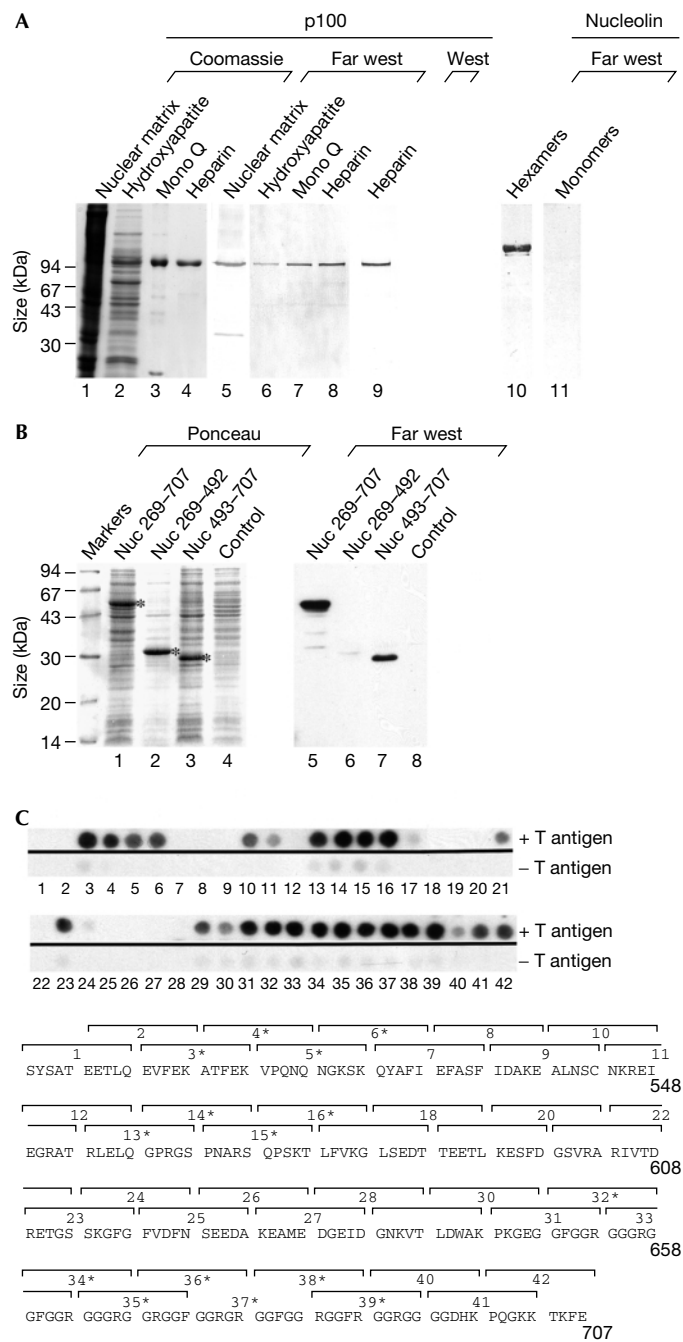 A
p100
Nucleolin
Coomassie
Far west
West
Far west
Nuclear matrix
Hydroxyapatite
Mono Q
Heparin
Nuclear matrix
Hydroxyapatite
Mono Q
Heparin
Heparin
Hexamers
Monomers
Size (kDa)
94
67
43
30
1 2 3 4 5 6 7 8 9 10 11
B
Ponceau
Far west
Markers
Nuc 269–707
Nuc 269–492
Nuc 493–707
Control
Nuc 269–707
Nuc 269–492
Nuc 493–707
Control
Size (kDa)
94
67
43
30
20
14
* * *
1 2 3 4 5 6 7 8
C
+ T antigen
– T antigen
1 2 3 4 5 6 7 8 9 10 11 12 13 14 15 16 17 18 19 20 21
+ T antigen
– T antigen
22 23 24 25 26 27 28 29 30 31 32 33 34 35 36 37 38 39 40 41 42
2 4* 6* 8 10
1 3* 5* 7 9 11
SYSAT EETLQ EVFEK ATFEK VPQNQ NGKSK QYAFI EFASF IDAKE ALNSC NKREI
548
12 14* 16* 18 20 22
13* 15* 17 19 21
EGRAT RLELQ GPRGS PNARS QPSKT LFVKG LSEDT TEETL KESFD GSVRA RIVTD
608
24 26 28 30 32*
23 25 27 29 31 33
RETGS SKGFG FVDFN SEEDA KEAME DGEID GNKVT LDWAK PKGEG GFGGR GGGRG
658
34* 36* 38* 40 42
35* 37* 39* 41
GFGGR GGGRG GRGGF GGRGR GGFGG RGGFR GGRGG GGDHK PQGKK TKFE
707